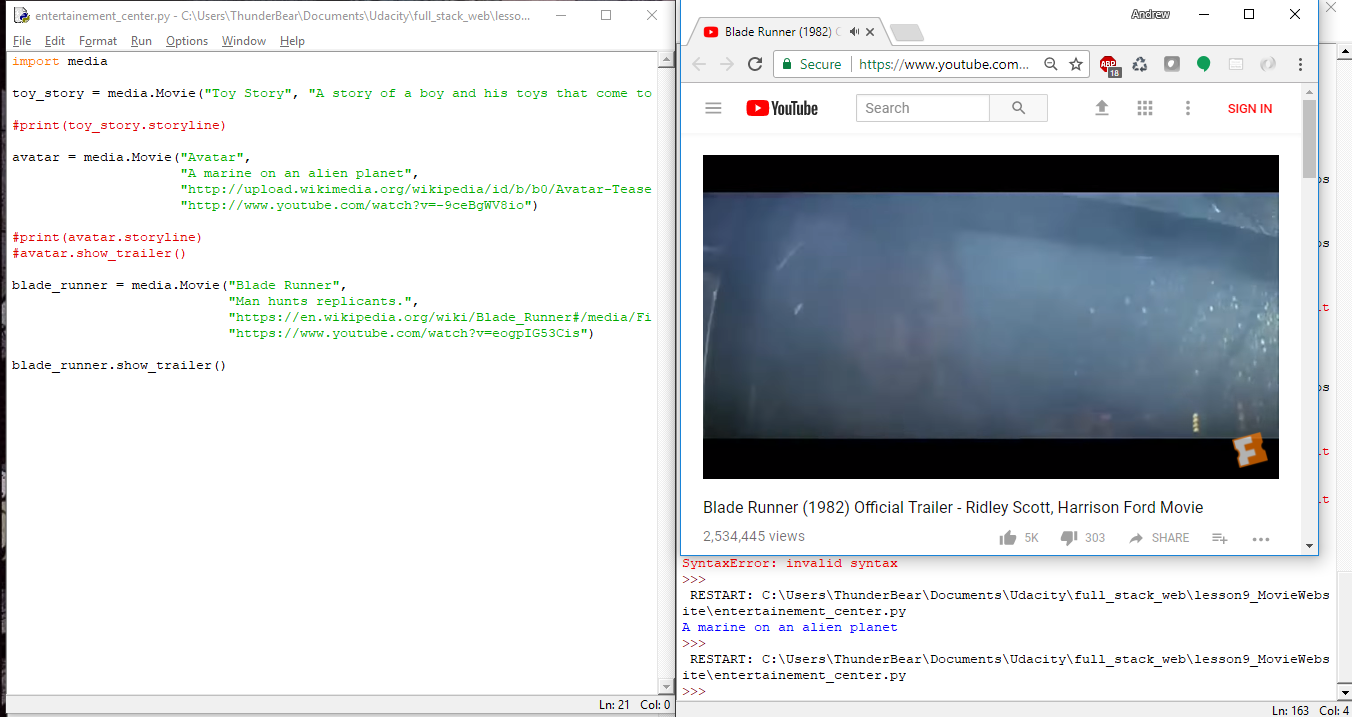 entertainement_center.py - C:\Users\ThunderBear\Documents\Udacity\full_stack_web\lesso...
File Edit Format Run Options Window Help
import media
toy_story = media.Movie("Toy Story", "A story of a boy and his toys that come to
#print(toy_story.storyline)
avatar = media.Movie("Avatar",
"A marine on an alien planet",
"http://upload.wikimedia.org/wikipedia/id/b/b0/Avatar-Tease
"http://www.youtube.com/watch?v=-9ceBgWV8io")
#print(avatar.storyline)
#avatar.show_trailer()
blade_runner = media.Movie("Blade Runner",
"Man hunts replicants.",
"https://en.wikipedia.org/wiki/Blade_Runner#/media/Fi
"https://www.youtube.com/watch?v=eogpIG53Cis")
blade_runner.show_trailer()
Ln: 21 Col: 0
Andrew
Blade Runner (1982)
Secure https://www.youtube.com...
ABP 18
YouTube Search SIGN IN
F
Blade Runner (1982) Official Trailer - Ridley Scott, Harrison Ford Movie
2,534,445 views 5K 303 SHARE
SyntaxError: invalid syntax
>>>
RESTART: C:\Users\ThunderBear\Documents\Udacity\full_stack_web\lesson9_MovieWebs
ite\entertainement_center.py
A marine on an alien planet
>>>
RESTART: C:\Users\ThunderBear\Documents\Udacity\full_stack_web\lesson9_MovieWebs
ite\entertainement_center.py
>>>
Ln: 163 Col: 4